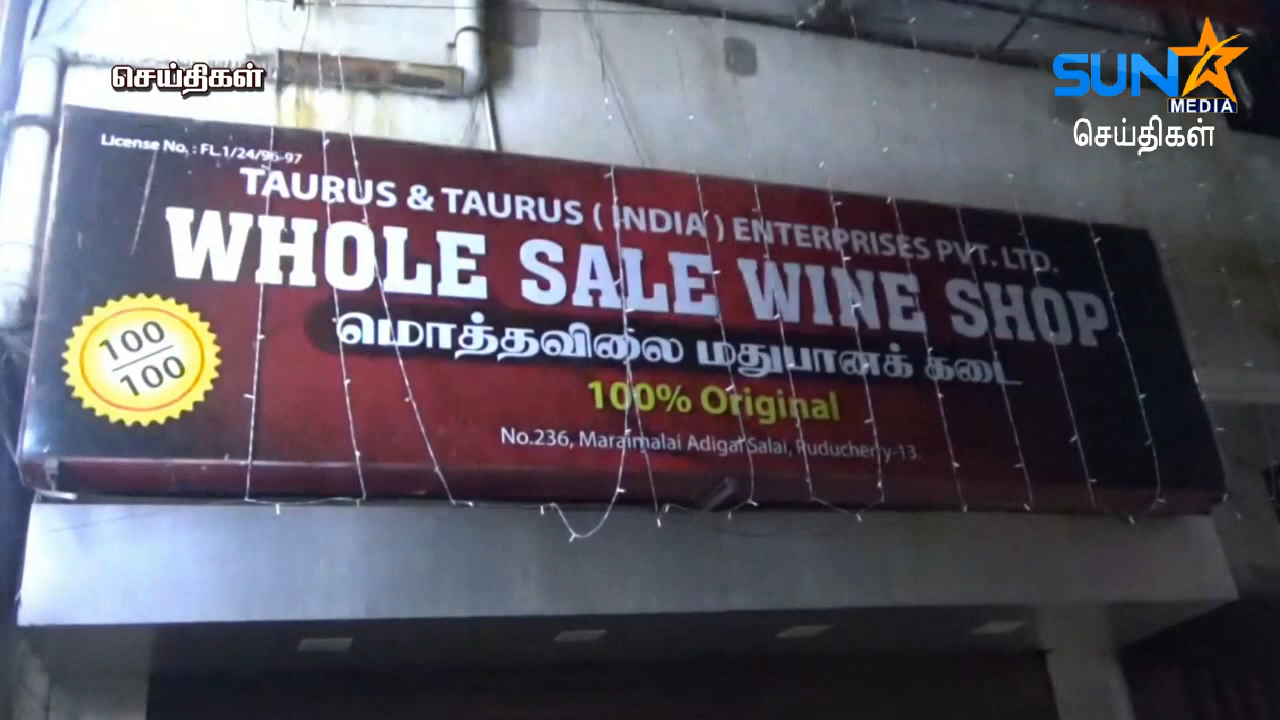 செய்திகள்
SUN
MEDIA
செய்திகள்
License No. : FL.1/24/96-97
TAURUS & TAURUS ( INDIA ) ENTERPRISES PVT. LTD.
WHOLE SALE WINE SHOP
மொத்தவிலை மதுபானக் கடை
100
100
100% Original
No.236, Maraimalai Adigal Salai, Puducherry-13.